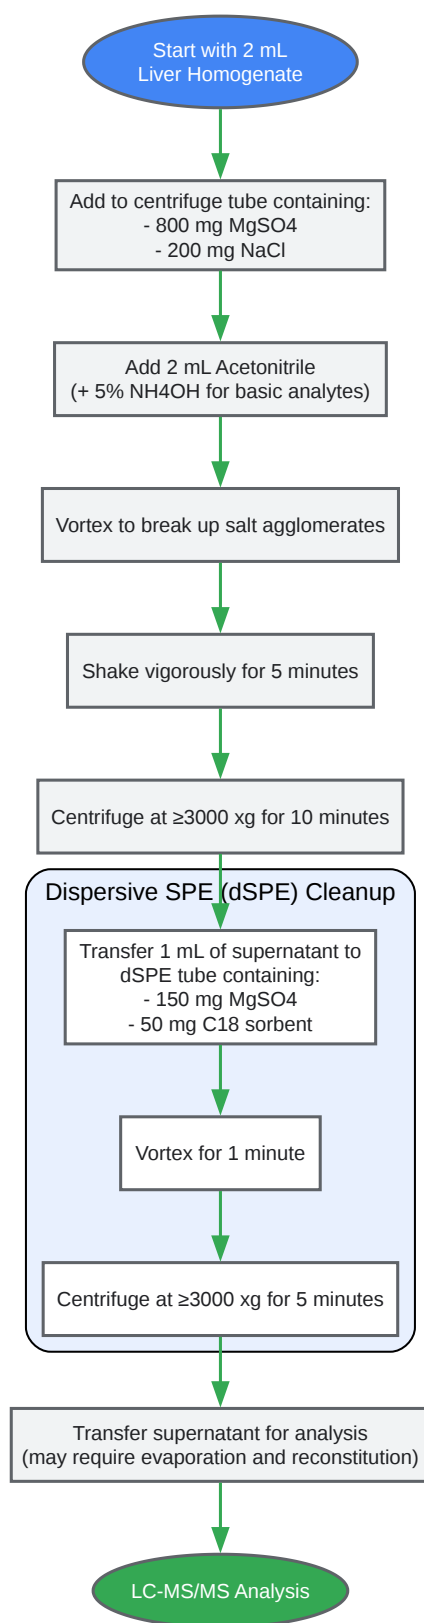 Start with 2 mL
Liver Homogenate
Add to centrifuge tube containing:
- 800 mg MgSO4
- 200 mg NaCl
Add 2 mL Acetonitrile
(+ 5% NH4OH for basic analytes)
Vortex to break up salt agglomerates
Shake vigorously for 5 minutes
Centrifuge at ≥3000 xg for 10 minutes
Dispersive SPE (dSPE) Cleanup
Transfer 1 mL of supernatant to
dSPE tube containing:
- 150 mg MgSO4
- 50 mg C18 sorbent
Vortex for 1 minute
Centrifuge at ≥3000 xg for 5 minutes
Transfer supernatant for analysis
(may require evaporation and reconstitution)
LC-MS/MS Analysis